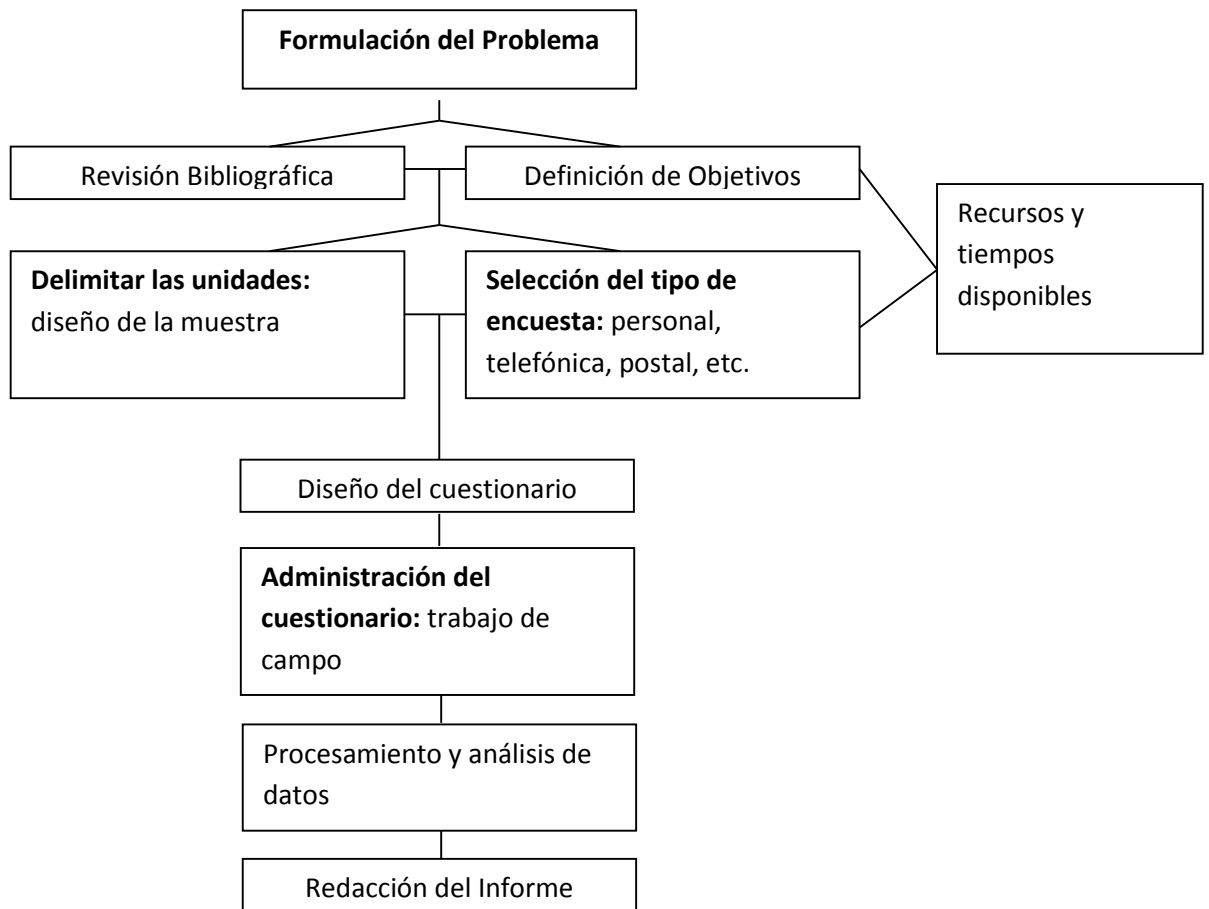 Formulación del Problema
Revisión Bibliográfica
Definición de Objetivos
Recursos y
tiempos
disponibles
Delimitar las unidades:
diseño de la muestra
Selección del tipo de
encuesta: personal,
telefónica, postal, etc.
Diseño del cuestionario
Administración del
cuestionario: trabajo de
campo
Procesamiento y análisis de
datos
Redacción del Informe